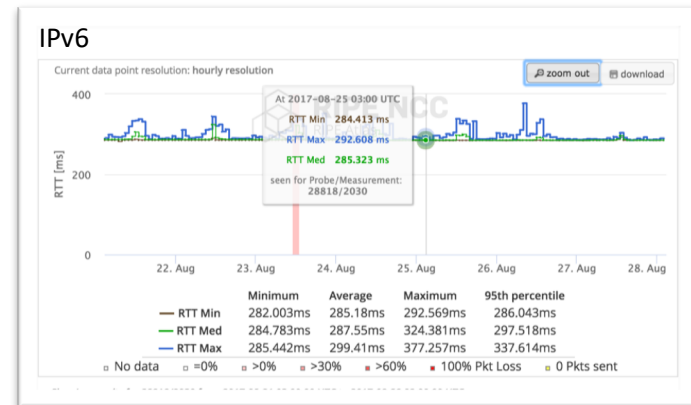 IPv6
Current data point resolution: hourly resolution
zoom out
download
At 2017-08-25 03:00 UTC
RTT Min 284.413 ms
RTT Max 292.608 ms
RTT Med 285.323 ms
seen for Probe/Measurement:
28818/2030
RIPE NCC
400
200
0
RTT [ms]
22. Aug 23. Aug 24. Aug 25. Aug 26. Aug 27. Aug 28. Aug
Minimum Average Maximum 95th percentile
RTT Min 282.003ms 285.18ms 292.569ms 286.043ms
RTT Med 284.783ms 287.55ms 324.381ms 297.518ms
RTT Max 285.442ms 299.41ms 377.257ms 337.614ms
No data =0% >0% >30% >60% 100% Pkt Loss 0 Pkts sent